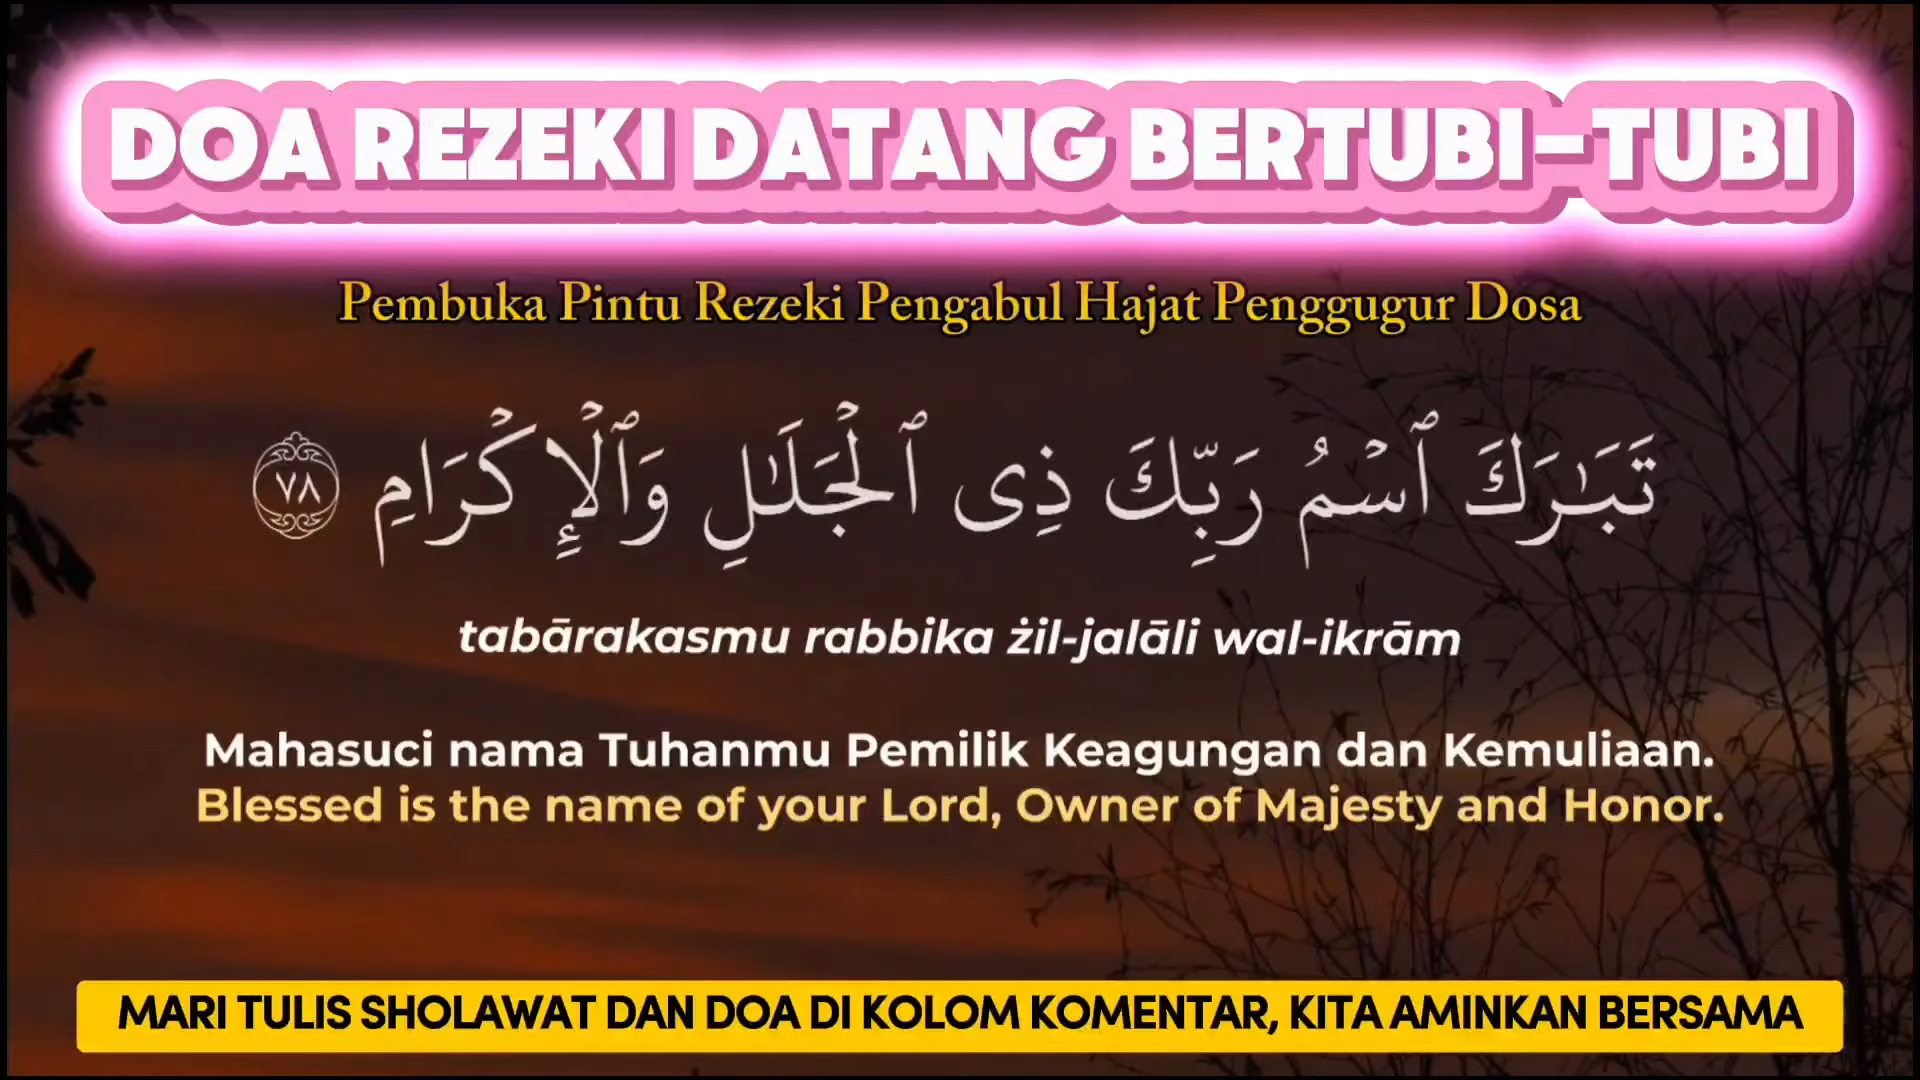 DOA REZEKI DATANG BERTUBI-TUBI
Pembuka Pintu Rezeki Pengabul Hajat Penggugur Dosa
تَبَـٰرَكَ ٱسْمُ رَبِّكَ ذِى ٱلْجَلَـٰلِ وَٱلْإِكْرَامِ ٧٨
tabārakasmu rabbika żil-jalāli wal-ikrām
Mahasuci nama Tuhanmu Pemilik Keagungan dan Kemuliaan.
Blessed is the name of your Lord, Owner of Majesty and Honor.
MARI TULIS SHOLAWAT DAN DOA DI KOLOM KOMENTAR, KITA AMINKAN BERSAMA